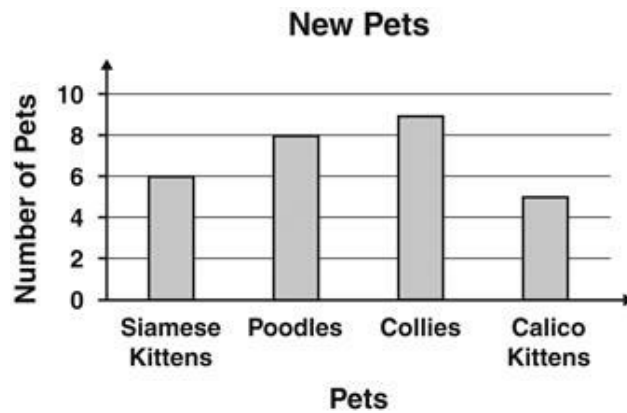 New Pets
Number of Pets
10
8
6
4
2
0
Siamese Kittens
Poodles
Collies
Calico Kittens
Pets